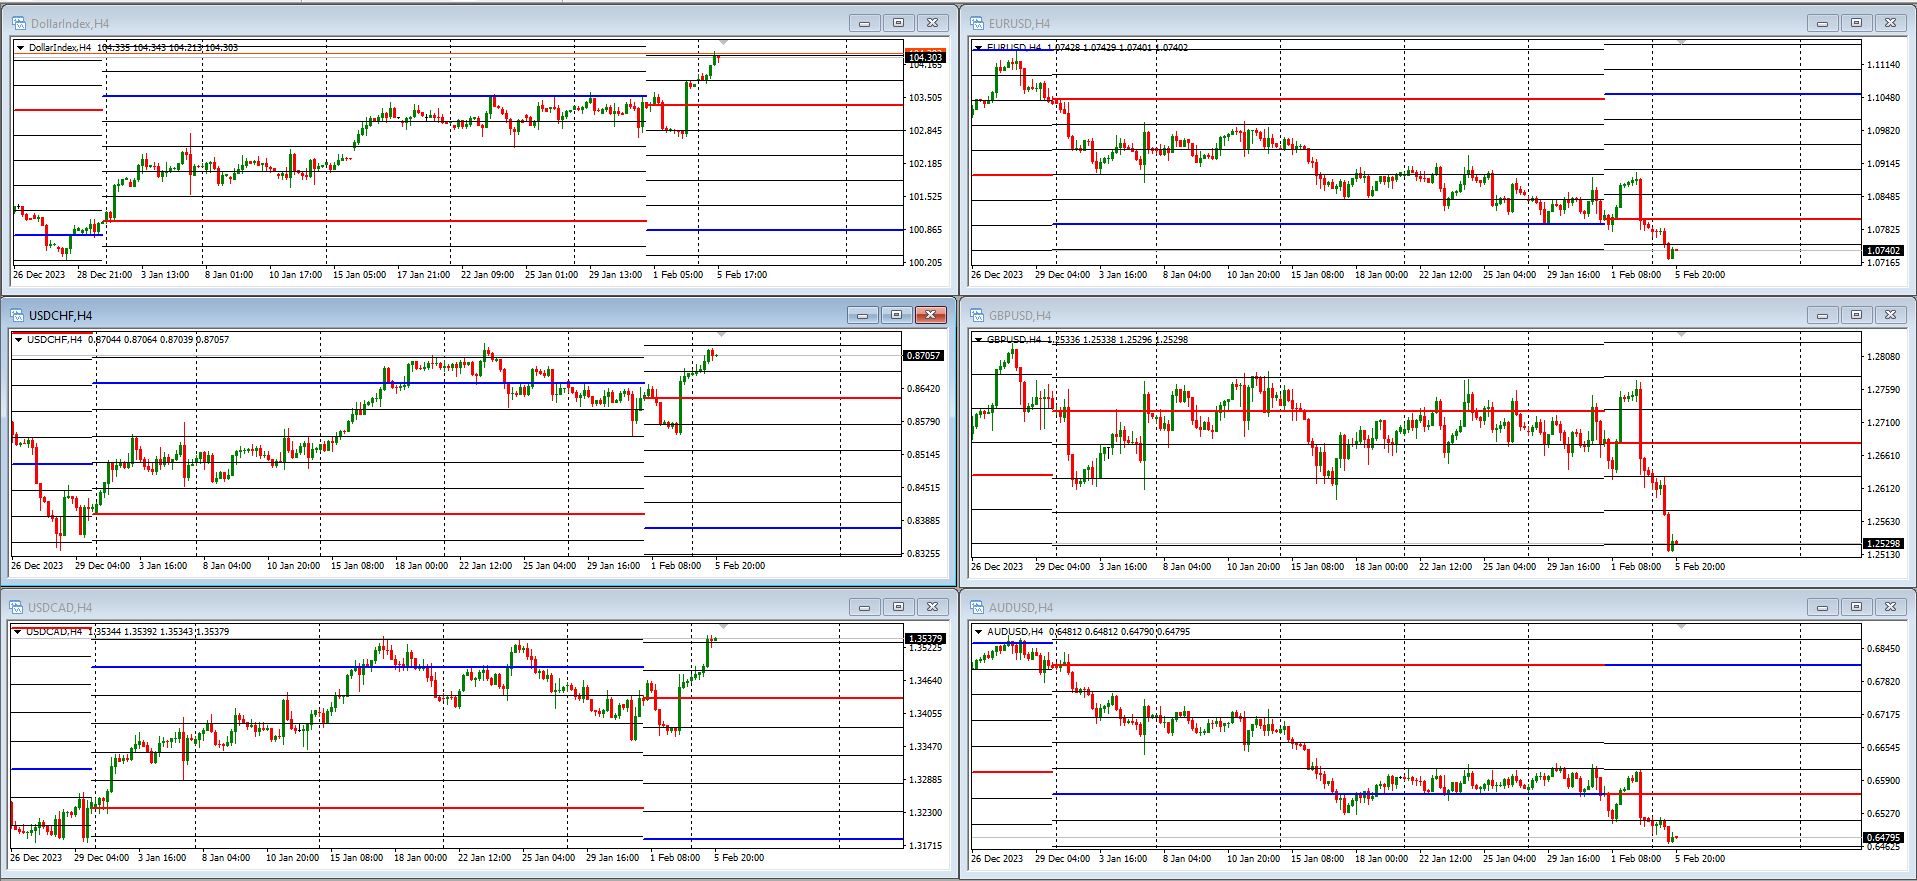 DollarIndex,H4
DollarIndex,H4 104.335 104.343 104.213 104.303
104.303
104.165
103.505
102.845
102.185
101.525
100.865
100.205
26 Dec 2023 28 Dec 21:00 3 Jan 13:00 8 Jan 01:00 10 Jan 17:00 15 Jan 05:00 17 Jan 21:00 22 Jan 09:00 25 Jan 01:00 29 Jan 13:00 1 Feb 05:00 5 Feb 17:00
EURUSD,H4
EURUSD,H4 1.07428 1.07429 1.07401 1.07402
1.11140
1.10480
1.09820
1.09145
1.08485
1.07825
1.07402
1.07165
26 Dec 2023 29 Dec 04:00 3 Jan 16:00 8 Jan 04:00 10 Jan 20:00 15 Jan 08:00 18 Jan 00:00 22 Jan 12:00 25 Jan 04:00 29 Jan 16:00 1 Feb 08:00 5 Feb 20:00
USDCHF,H4
USDCHF,H4 0.87044 0.87064 0.87039 0.87057
0.87057
0.86420
0.85790
0.85145
0.84515
0.83885
0.83255
26 Dec 2023 29 Dec 04:00 3 Jan 16:00 8 Jan 04:00 10 Jan 20:00 15 Jan 08:00 18 Jan 00:00 22 Jan 12:00 25 Jan 04:00 29 Jan 16:00 1 Feb 08:00 5 Feb 20:00
GBPUSD,H4
GBPUSD,H4 1.25336 1.25338 1.25296 1.25298
1.28080
1.27590
1.27100
1.26610
1.26120
1.25630
1.25298
1.25130
26 Dec 2023 29 Dec 04:00 3 Jan 16:00 8 Jan 04:00 10 Jan 20:00 15 Jan 08:00 18 Jan 00:00 22 Jan 12:00 25 Jan 04:00 29 Jan 16:00 1 Feb 08:00 5 Feb 20:00
USDCAD,H4
USDCAD,H4 1.35344 1.35392 1.35343 1.35379
1.35379
1.35225
1.34640
1.34055
1.33470
1.32885
1.32300
1.31715
26 Dec 2023 29 Dec 04:00 3 Jan 16:00 8 Jan 04:00 10 Jan 20:00 15 Jan 08:00 18 Jan 00:00 22 Jan 12:00 25 Jan 04:00 29 Jan 16:00 1 Feb 08:00 5 Feb 20:00
AUDUSD,H4
AUDUSD,H4 0.64812 0.64812 0.64790 0.64795
0.68450
0.67820
0.67175
0.66545
0.65900
0.65270
0.64795
0.64625
26 Dec 2023 29 Dec 04:00 3 Jan 16:00 8 Jan 04:00 10 Jan 20:00 15 Jan 08:00 18 Jan 00:00 22 Jan 12:00 25 Jan 04:00 29 Jan 16:00 1 Feb 08:00 5 Feb 20:00